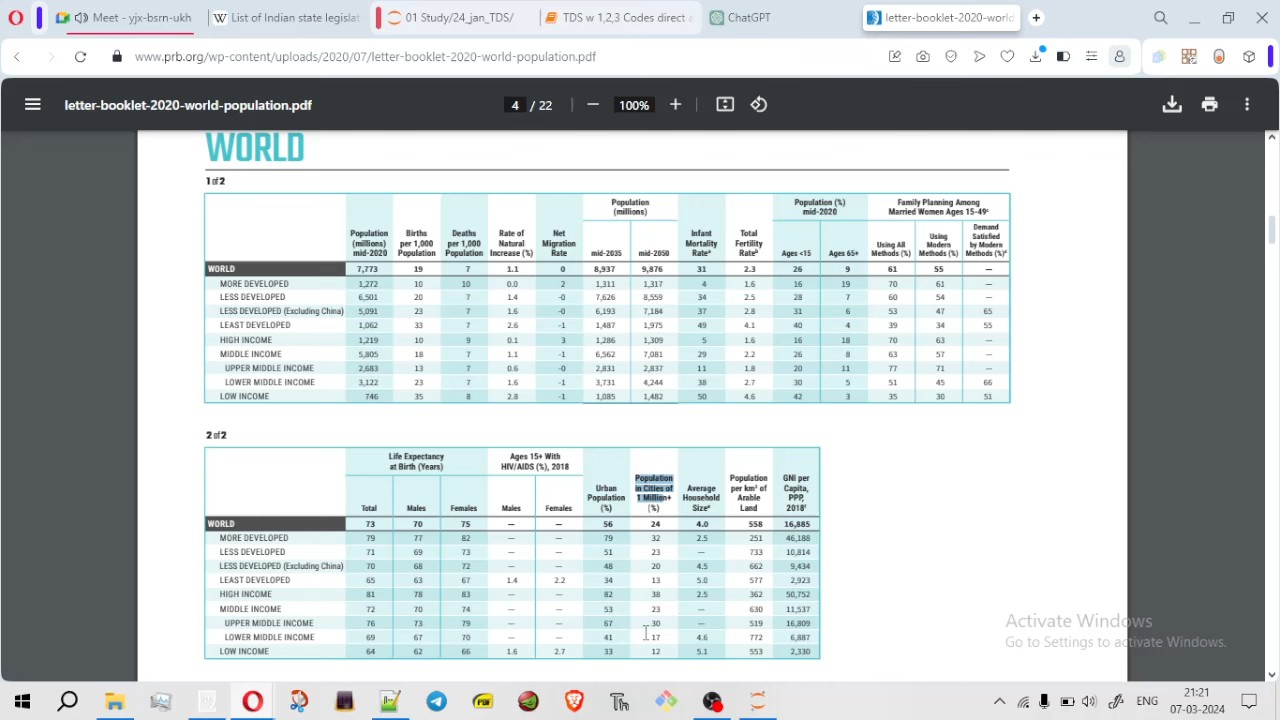 Meet - yjx-bsrn-ukh
List of Indian state legislat
01 Study/24_jan_TDS/
TDS w 1,2,3 Codes direct a
ChatGPT
letter-booklet-2020-world
www.prb.org/wp-content/uploads/2020/07/letter-booklet-2020-world-population.pdf
letter-booklet-2020-world-population.pdf
4 / 22
100%
WORLD
1 of 2
Population (millions) mid-2020 Births per 1,000 Population Deaths per 1,000 Population Rate of Natural Increase (%) Net Migration Rate Population (millions) mid-2035 mid-2050 Infant Mortality Rateᵃ Total Fertility Rateᵇ Population (%) mid-2020 Ages <15 Ages 65+ Family Planning Among Married Women Ages 15-49ᶜ Using All Methods (%) Using Modern Methods (%) Demand Satisfied by Modern Methods (%)ᵈ
WORLD 7,773 19 7 1.1 0 8,937 9,876 31 2.3 26 9 61 55 —
MORE DEVELOPED 1,272 10 10 0.0 2 1,311 1,317 4 1.6 16 19 70 61 —
LESS DEVELOPED 6,501 20 7 1.4 -0 7,626 8,559 34 2.5 28 7 60 54 —
LESS DEVELOPED (Excluding China) 5,091 23 7 1.6 -0 6,193 7,184 37 2.8 31 6 53 47 65
LEAST DEVELOPED 1,062 33 7 2.6 -1 1,487 1,975 49 4.1 40 4 39 34 55
HIGH INCOME 1,219 10 9 0.1 3 1,286 1,309 5 1.6 16 18 70 63 —
MIDDLE INCOME 5,805 18 7 1.1 -1 6,562 7,081 29 2.2 26 8 63 57 —
UPPER MIDDLE INCOME 2,683 13 7 0.6 -0 2,831 2,837 11 1.8 20 11 77 71 —
LOWER MIDDLE INCOME 3,122 23 7 1.6 -1 3,731 4,244 38 2.7 30 5 51 45 66
LOW INCOME 746 35 8 2.8 -1 1,085 1,482 50 4.6 42 3 35 30 51
2 of 2
Life Expectancy at Birth (Years) Total Males Females Ages 15+ With HIV/AIDS (%), 2018 Males Females Urban Population (%) Population in Cities of 1 Million+ (%) Average Household Sizeᵉ Population per km² of Arable Land GNI per Capita, PPP, 2018ᶠ
WORLD 73 70 75 — — 56 24 4.0 558 16,885
MORE DEVELOPED 79 77 82 — — 79 32 2.5 251 46,188
LESS DEVELOPED 71 69 73 — — 51 23 — 733 10,814
LESS DEVELOPED (Excluding China) 70 68 72 — — 48 20 4.5 662 9,434
LEAST DEVELOPED 65 63 67 1.4 2.2 34 13 5.0 577 2,923
HIGH INCOME 81 78 83 — — 82 38 2.5 362 50,752
MIDDLE INCOME 72 70 74 — — 53 23 — 630 11,537
UPPER MIDDLE INCOME 76 73 79 — — 67 30 — 519 16,809
LOWER MIDDLE INCOME 69 67 70 — — 41 17 4.6 772 6,887
LOW INCOME 64 62 66 1.6 2.7 33 12 5.1 553 2,330
Activate Windows
Go to Settings to activate Windows.
ENG
21:21
07-03-2024